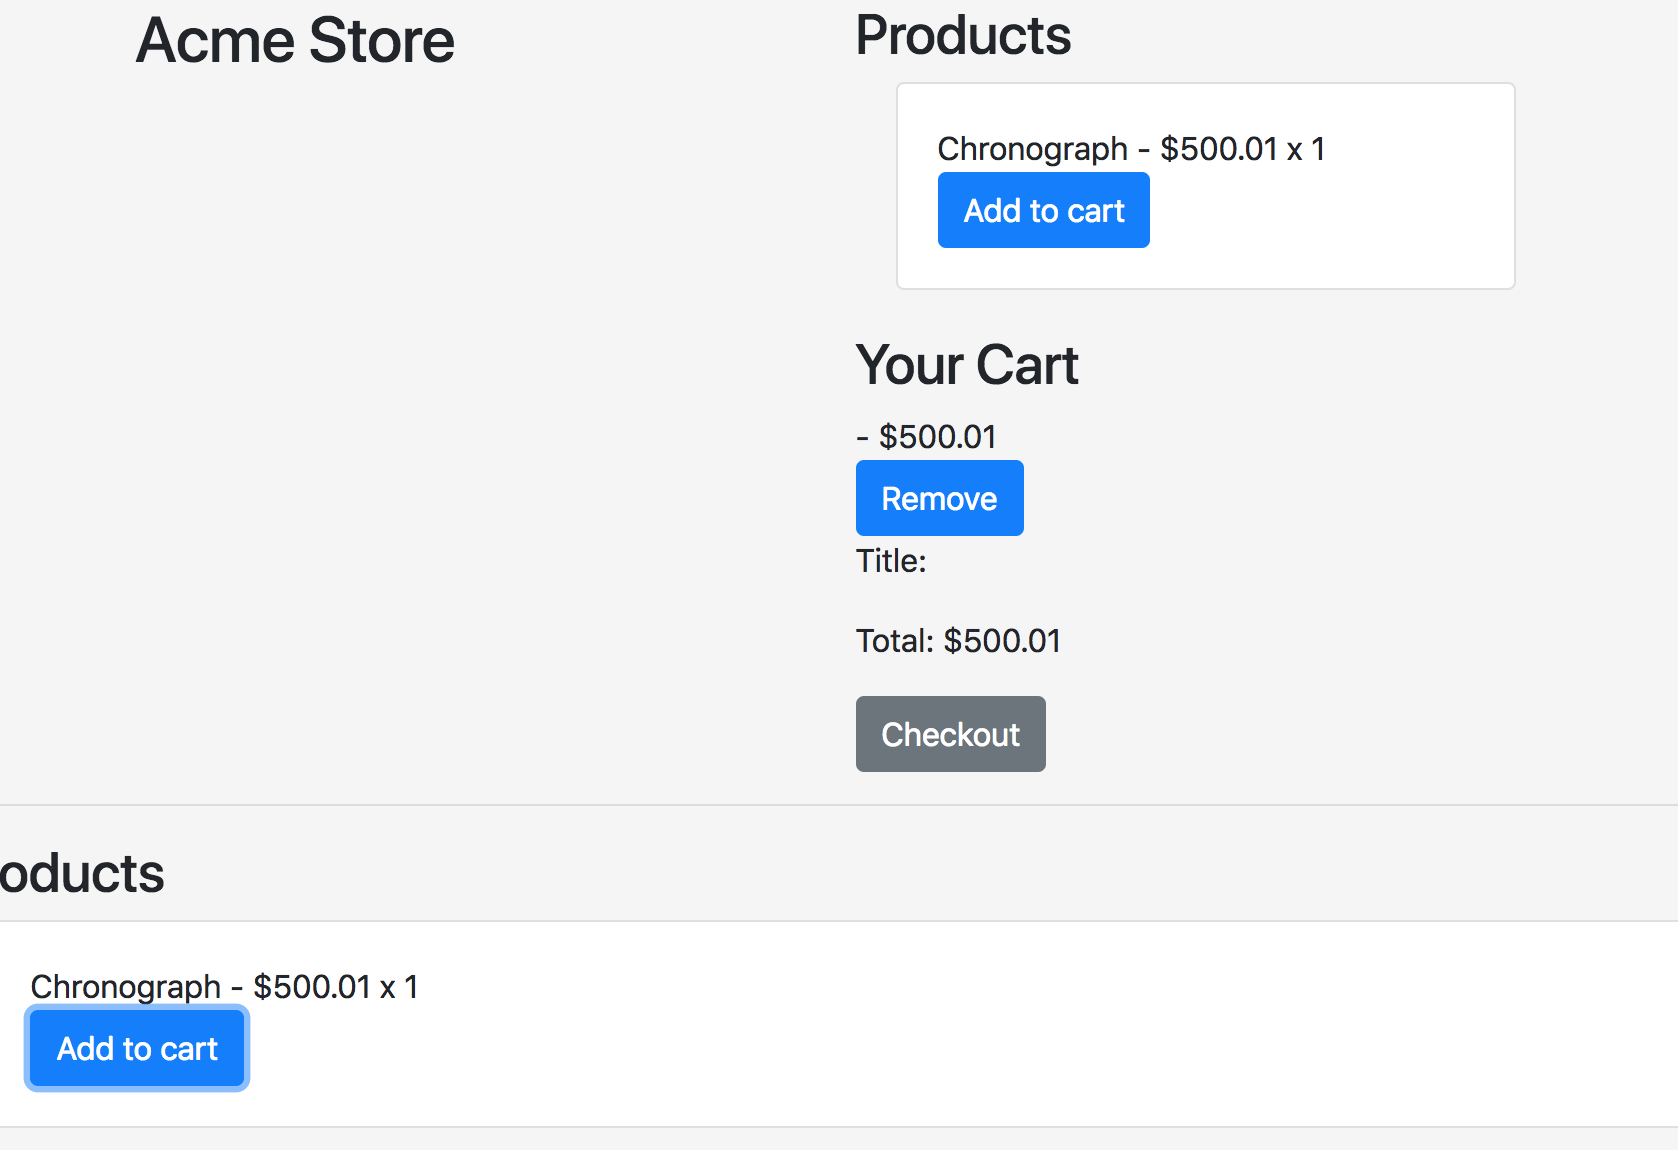 Acme Store
Products
Chronograph - $500.01 x 1
Add to cart
Your Cart
- $500.01
Remove
Title:
Total: $500.01
Checkout
oducts
Chronograph - $500.01 x 1
Add to cart